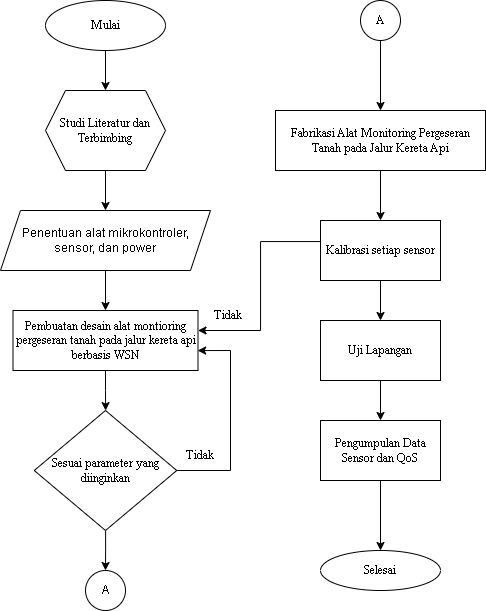 Mulai
Studi Literatur dan
Terbimbing
Penentuan alat mikrokontroler,
sensor, dan power
Pembuatan desain alat montioring
pergeseran tanah pada jalur kereta api
berbasis WSN
Tidak
Sesuai parameter yang
diinginkan
Tidak
A
A
Fabrikasi Alat Monitoring Pergeseran
Tanah pada Jalur Kereta Api
Kalibrasi setiap sensor
Uji Lapangan
Pengumpulan Data
Sensor dan QoS
Selesai